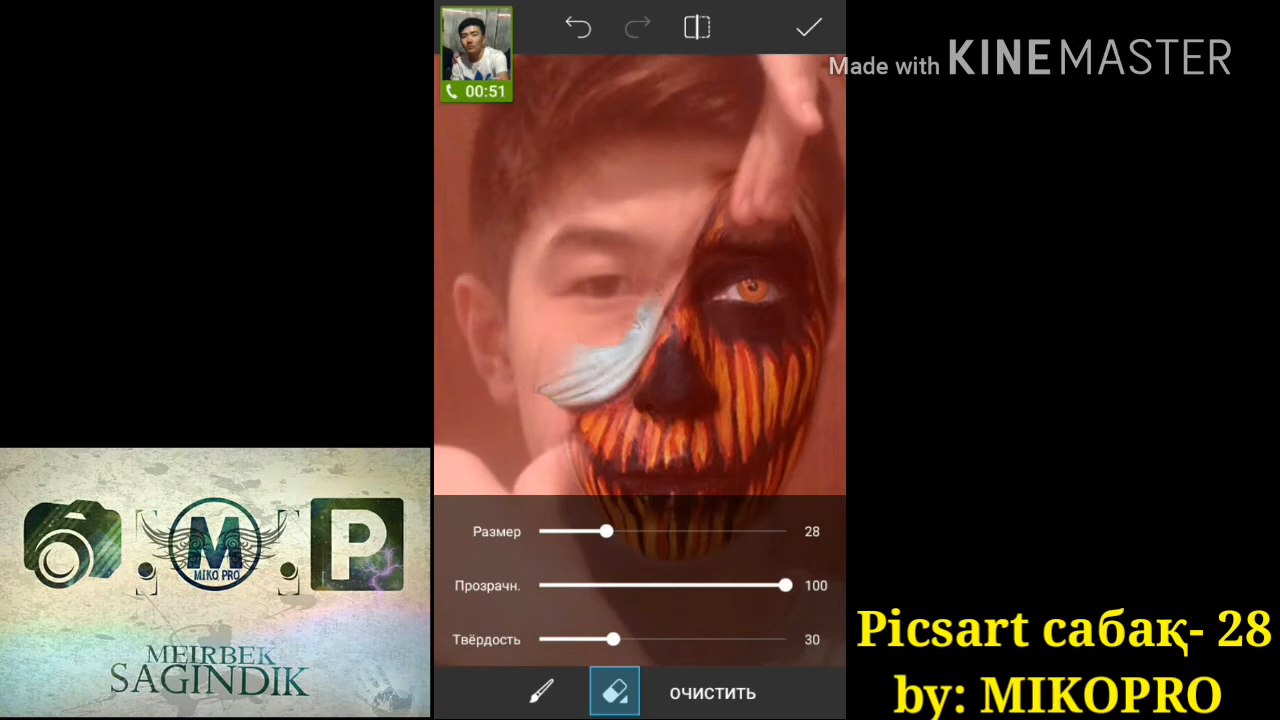 00:51
Made with KINEMASTER
Размер 28
Прозрачн. 100
Твёрдость 30
ОЧИСТИТЬ
M
MIKO PRO
P
MEIRBEK
SAGINDIK
Picsart сабақ- 28
by: MIKOPRO